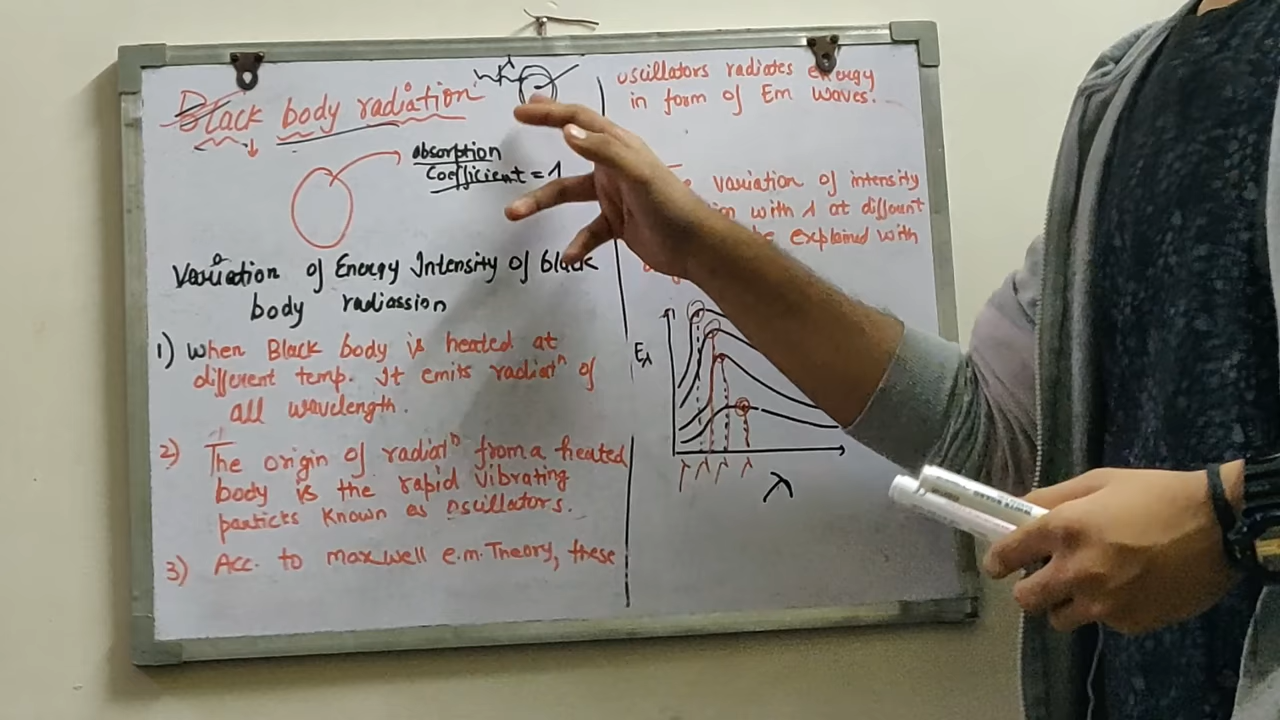 Black body radiation
absorption
Coefficient = 1
Variation of Energy Intensity of black
body radiassion
1) When Black body is heated at
different temp. It emits radiatⁿ of
all wavelength.
2) The origin of radiatⁿ from a heated
body is the rapid vibrating
particles known as oscillators.
3) Acc. to maxwell e.m. Theory, these
oscillators radiates energy
in form of Em waves.
variation of intensity
with λ at different
be explained with
Eλ
λ λ λ λ
λ